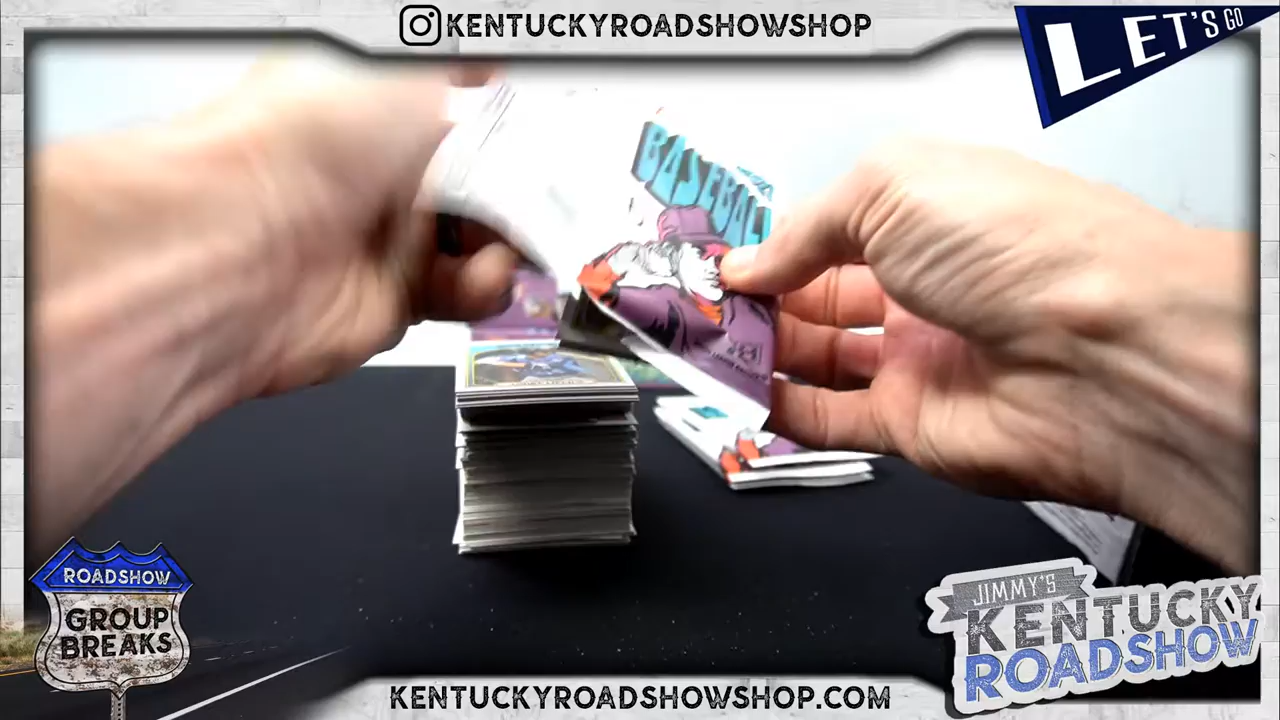 KENTUCKYROADSHOWSHOP
LET'S GO
BASEBALL
ROADSHOW
GROUP
BREAKS
JIMMY'S
KENTUCKY
ROADSHOW
KENTUCKYROADSHOWSHOP.COM